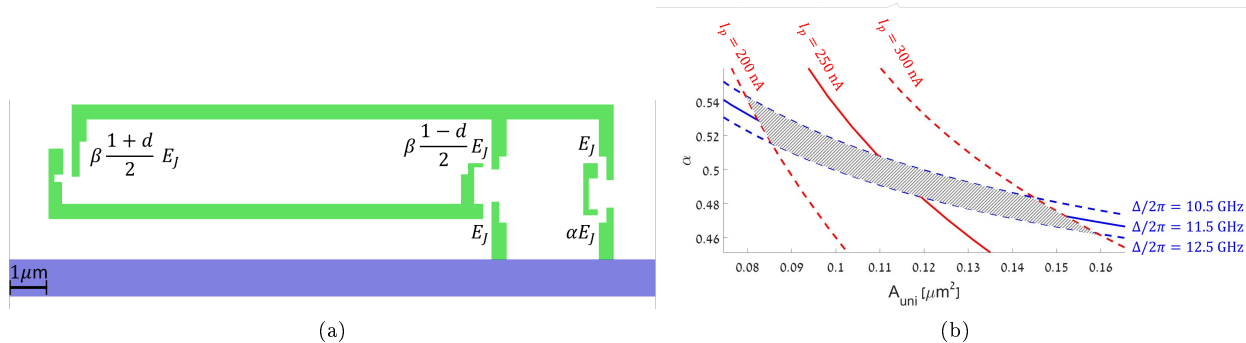 β (1 + d)/2 E_J
β (1 − d)/2 E_J
E_J
E_J
αE_J
1μm
(a)
I_p = 200 nA
I_p = 250 nA
I_p = 300 nA
0.54
0.52
0.5
0.48
0.46
α
Δ/2π = 10.5 GHz
Δ/2π = 11.5 GHz
Δ/2π = 12.5 GHz
0.08 0.09 0.1 0.11 0.12 0.13 0.14 0.15 0.16
A_uni [μm²]
(b)